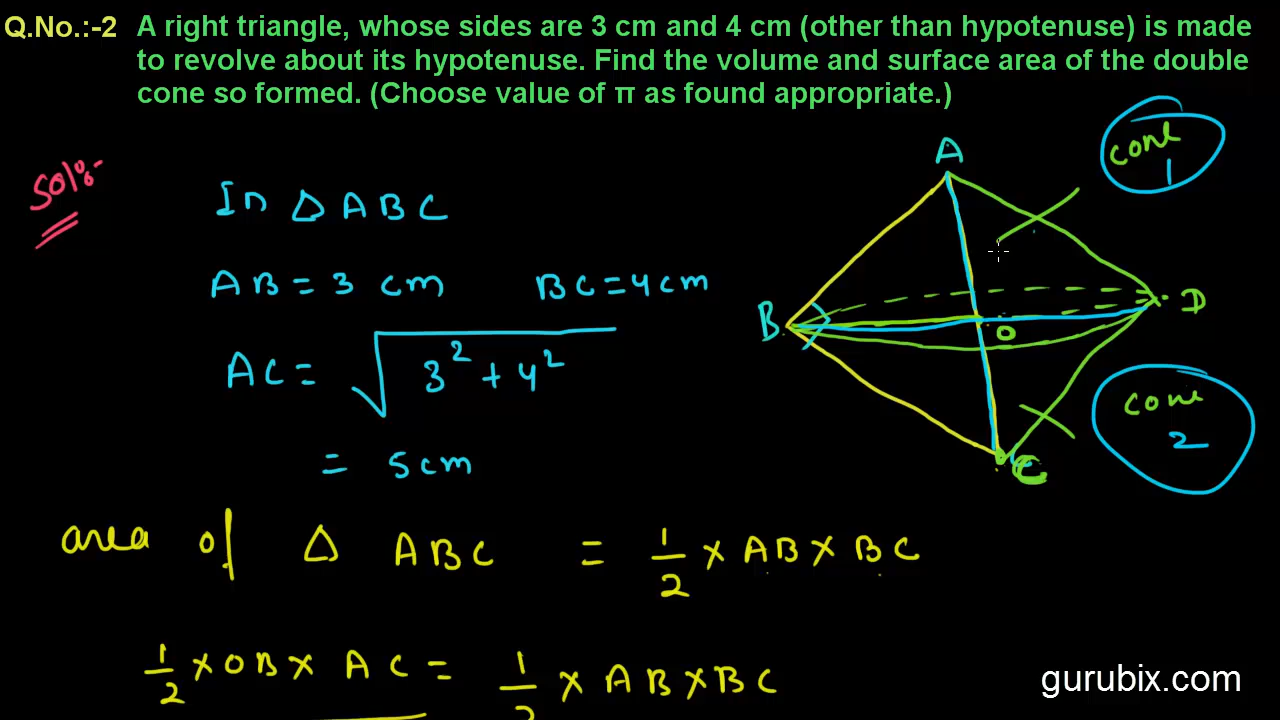 Q.No.:-2 A right triangle, whose sides are 3 cm and 4 cm (other than hypotenuse) is made
to revolve about its hypotenuse. Find the volume and surface area of the double
cone so formed. (Choose value of π as found appropriate.)
Soln:-
In Δ ABC
AB = 3 cm BC = 4 cm
AC = √(3² + 4²)
= 5 cm
area of Δ ABC = 1/2 × AB × BC
1/2 × OB × AC = 1/2 × AB × BC
A
B
C
D
O
cone 1
cone 2
gurubix.com